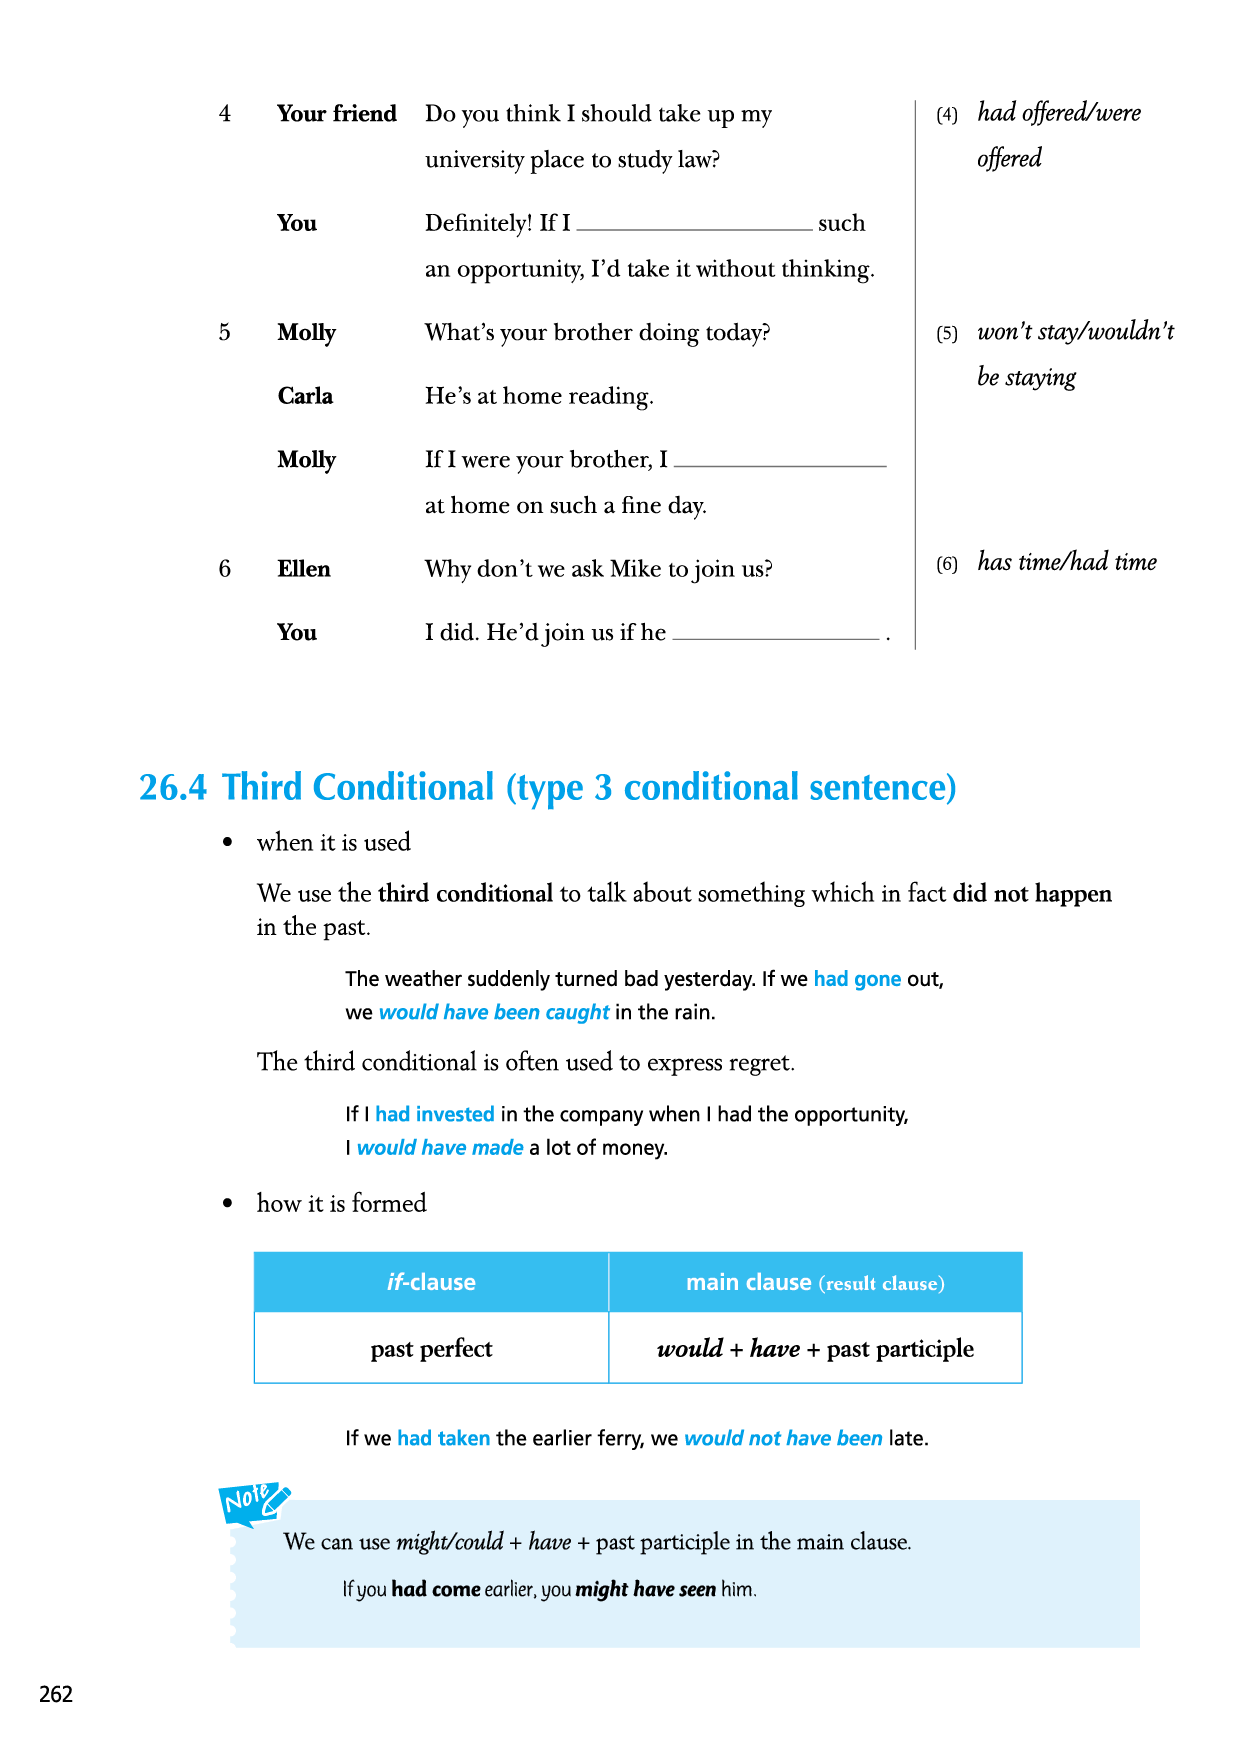 4 Your friend Do you think I should take up my (4) had offered/were
university place to study law? offered
You Definitely! If I ____________ such
an opportunity, I’d take it without thinking.
5 Molly What’s your brother doing today? (5) won’t stay/wouldn’t
be staying
Carla He’s at home reading.
Molly If I were your brother, I ____________
at home on such a fine day.
6 Ellen Why don’t we ask Mike to join us? (6) has time/had time
You I did. He’d join us if he ____________ .
26.4 Third Conditional (type 3 conditional sentence)
• when it is used
We use the third conditional to talk about something which in fact did not happen
in the past.
The weather suddenly turned bad yesterday. If we had gone out,
we would have been caught in the rain.
The third conditional is often used to express regret.
If I had invested in the company when I had the opportunity,
I would have made a lot of money.
• how it is formed
if-clause main clause (result clause)
past perfect would + have + past participle
If we had taken the earlier ferry, we would not have been late.
Note
We can use might/could + have + past participle in the main clause.
If you had come earlier, you might have seen him.
262